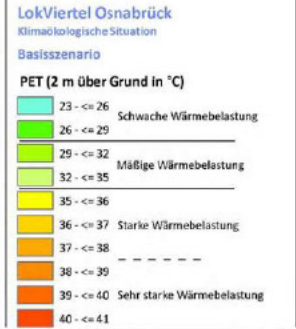 LokViertel Osnabrück
Klimaökologische Situation
Basisszenario
PET (2 m über Grund in °C)
23 - <= 26
Schwache Wärmebelastung
26 - <= 29
29 - <= 32
Mäßige Wärmebelastung
32 - <= 35
35 - <= 36
36 - <= 37 Starke Wärmebelastung
37 - <= 38
38 - <= 39
39 - <= 40 Sehr starke Wärmebelastung
40 - <= 41